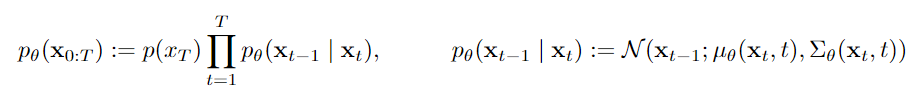 $p_\theta(\mathbf{x}_{0:T}) := p(x_T) \prod_{t=1}^{T} p_\theta(\mathbf{x}_{t-1} \mid \mathbf{x}_t), \qquad p_\theta(\mathbf{x}_{t-1} \mid \mathbf{x}_t) := \mathcal{N}(\mathbf{x}_{t-1}; \mu_\theta(\mathbf{x}_t, t), \Sigma_\theta(\mathbf{x}_t, t))$